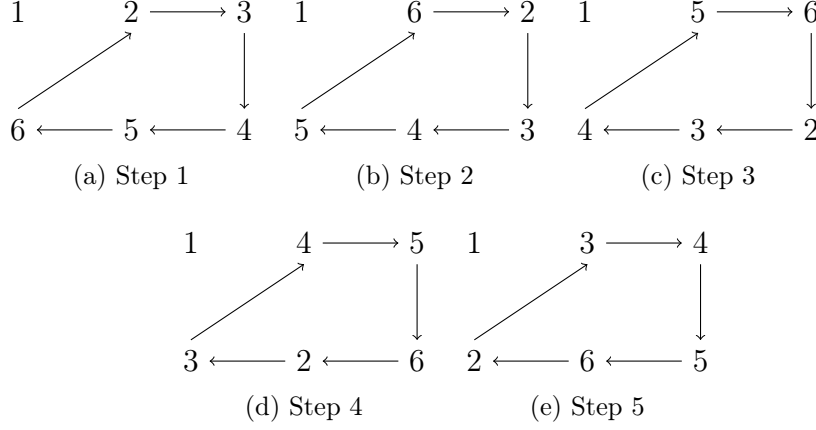 1 2 3 1 6 2 1 5 6
6 5 4 5 4 3 4 3 2
(a) Step 1 (b) Step 2 (c) Step 3
1 4 5 1 3 4
3 2 6 2 6 5
(d) Step 4 (e) Step 5